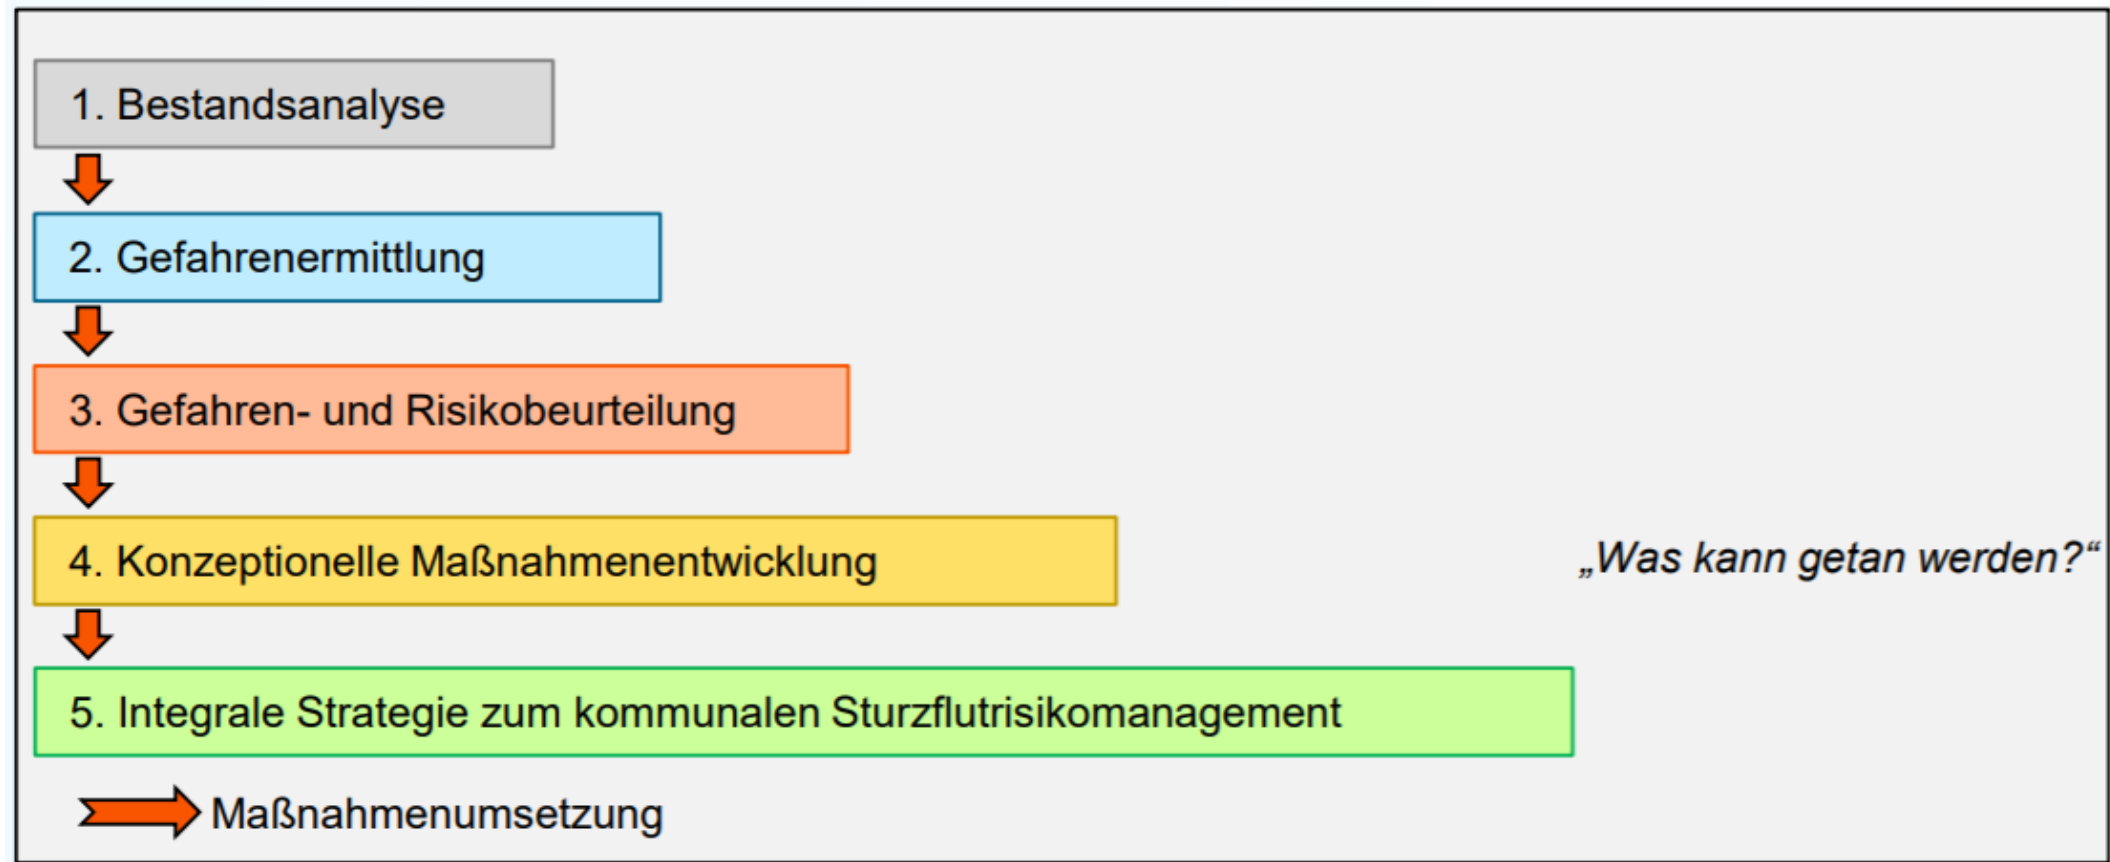 1. Bestandsanalyse
2. Gefahrenermittlung
3. Gefahren- und Risikobeurteilung
4. Konzeptionelle Maßnahmenentwicklung
„Was kann getan werden?“
5. Integrale Strategie zum kommunalen Sturzflutrisikomanagement
Maßnahmenumsetzung